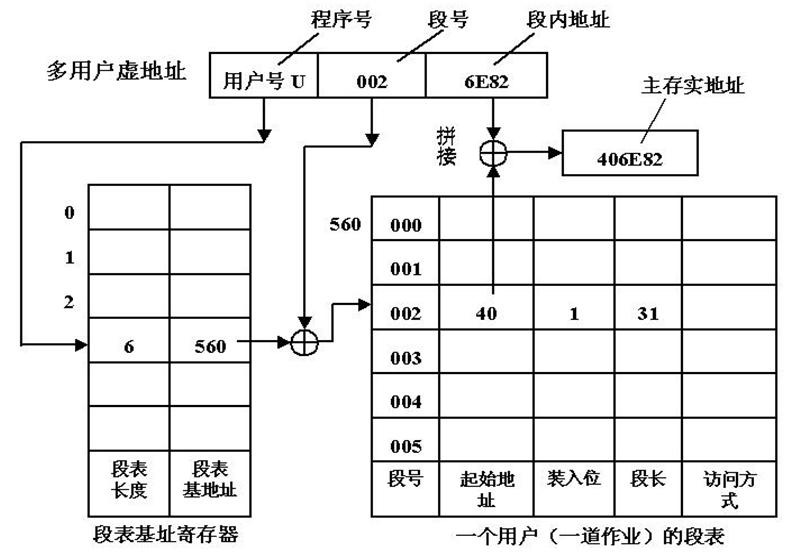 程序号 段号 段内地址
多用户虚地址 用户号 U 002 6E82
主存实地址
拼接
406E82
0
560 000
1
001
2
002 40 1 31
6 560
003
004
005
段表长度 段表基地址
段号 起始地址 装入位 段长 访问方式
段表基址寄存器 一个用户（一道作业）的段表